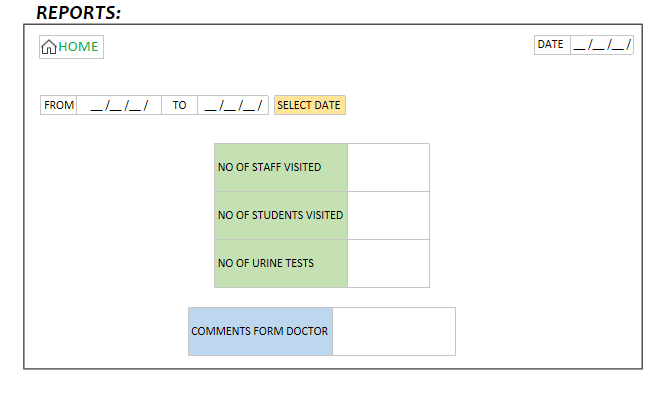 REPORTS:
HOME
DATE __/__/__/
FROM __/__/__/ TO __/__/__/ SELECT DATE
NO OF STAFF VISITED
NO OF STUDENTS VISITED
NO OF URINE TESTS
COMMENTS FORM DOCTOR